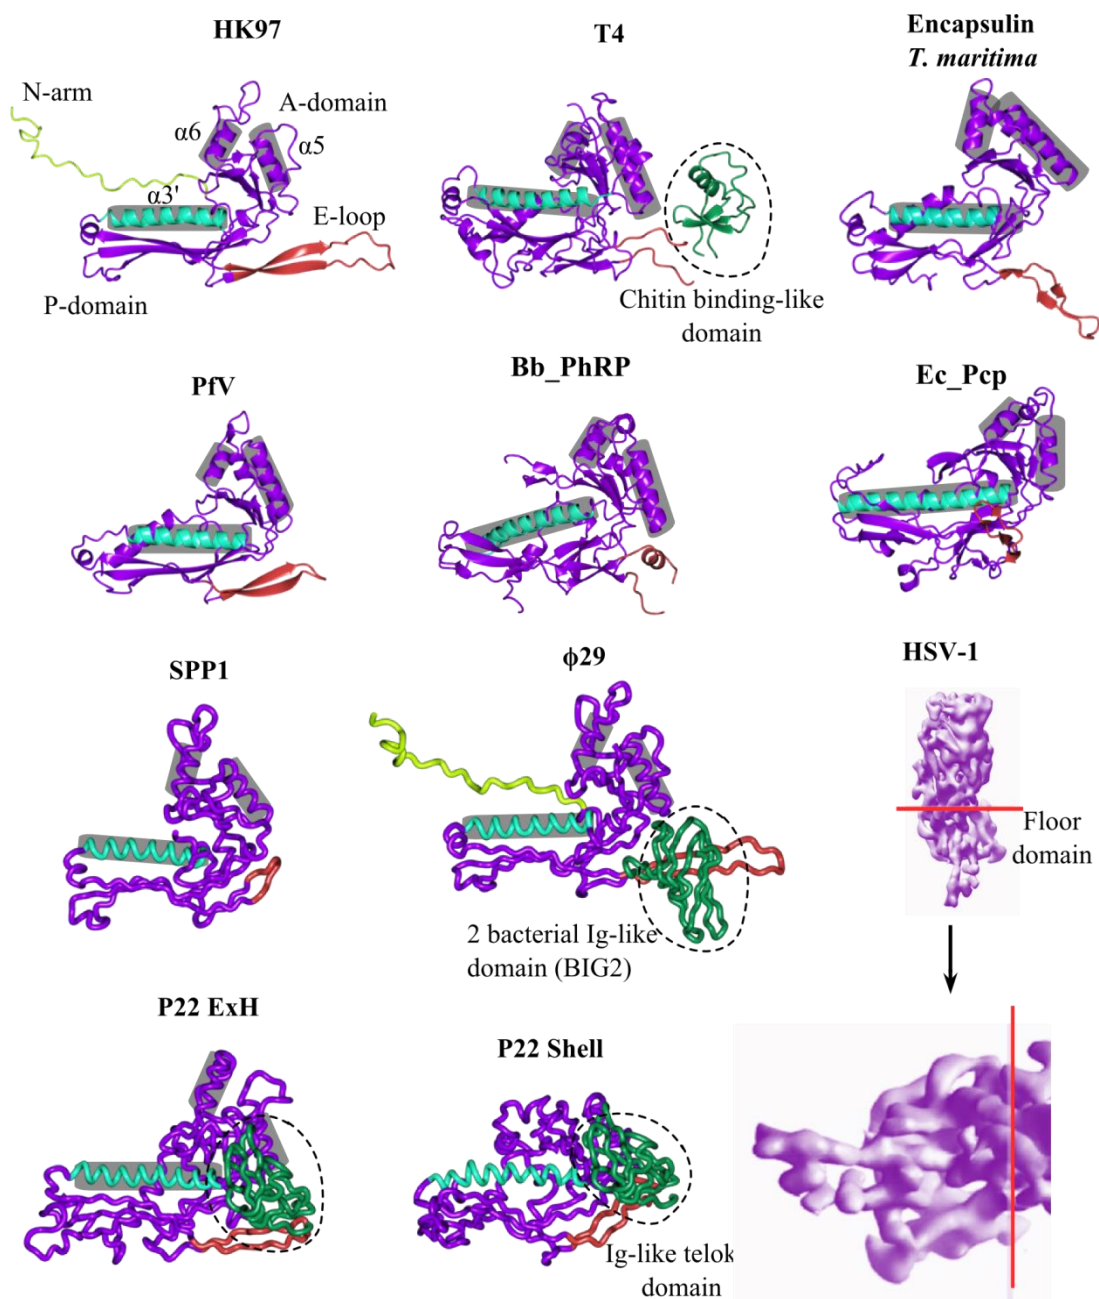 HK97
T4
Encapsulin
T. maritima
N-arm
A-domain
α6
α5
α3'
E-loop
P-domain
Chitin binding-like
domain
PfV
Bb_PhRP
Ec_Pcp
SPP1
ϕ29
HSV-1
Floor
domain
2 bacterial Ig-like
domain (BIG2)
P22 ExH
P22 Shell
Ig-like telok
domain